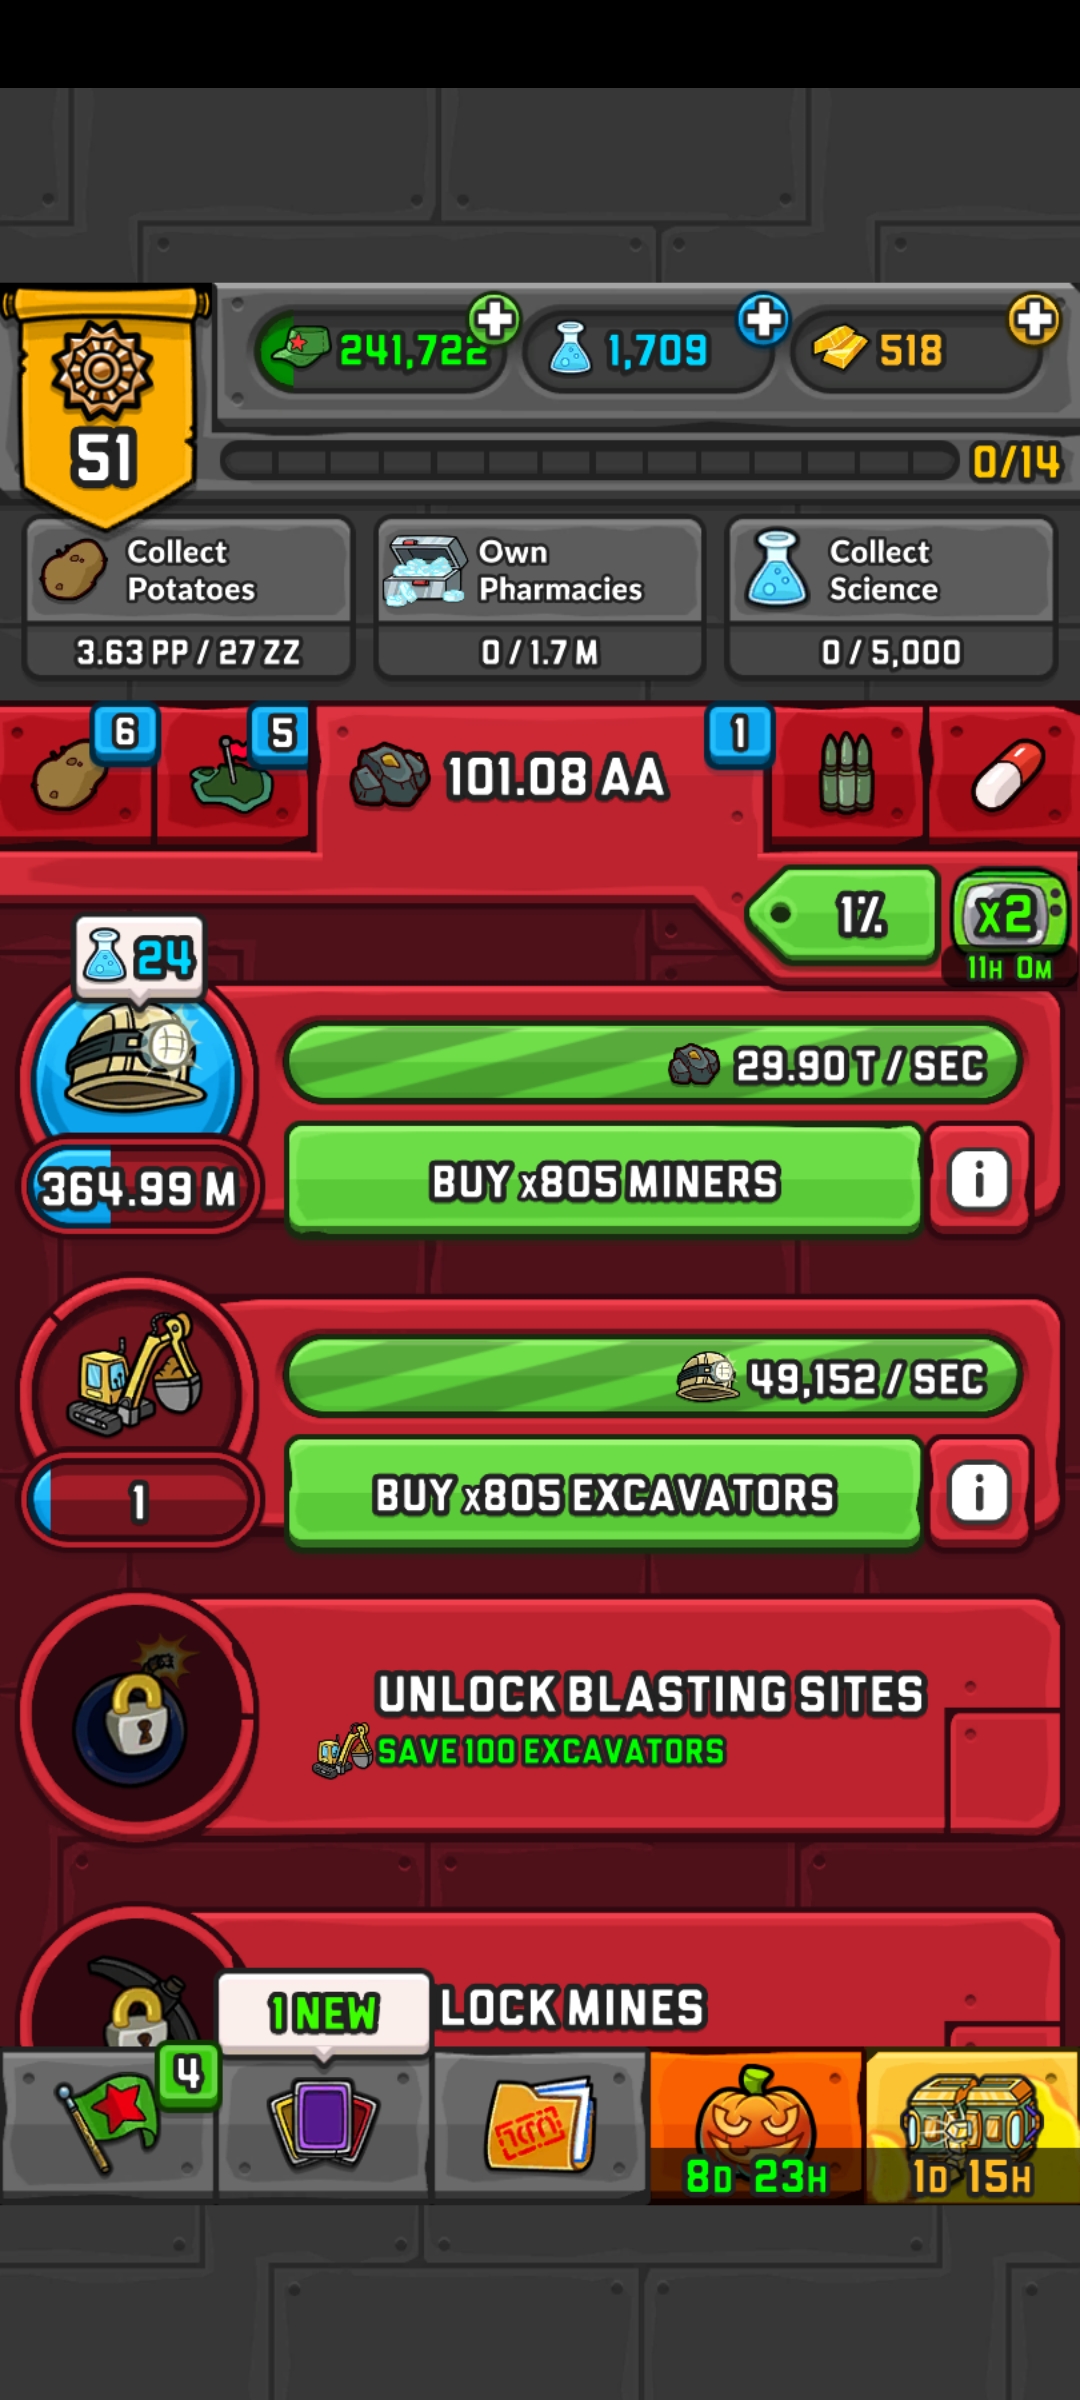 241,722
1,709
518
51
0/14
Collect
Potatoes
3.63 PP / 27 ZZ
Own
Pharmacies
0 / 1.7 M
Collect
Science
0 / 5,000
6
5
101.08 AA
1
1%
x2
11H 0M
24
29.90 T / SEC
364.99 M
BUY x805 MINERS
i
49,152 / SEC
1
BUY x805 EXCAVATORS
i
UNLOCK BLASTING SITES
SAVE 100 EXCAVATORS
LOCK MINES
1 NEW
4
8D 23H
1D 15H